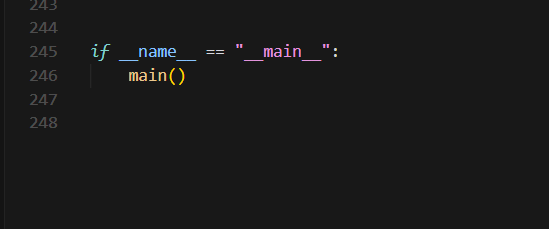 243
244
245 if __name__ == "__main__":
246     main()
247
248